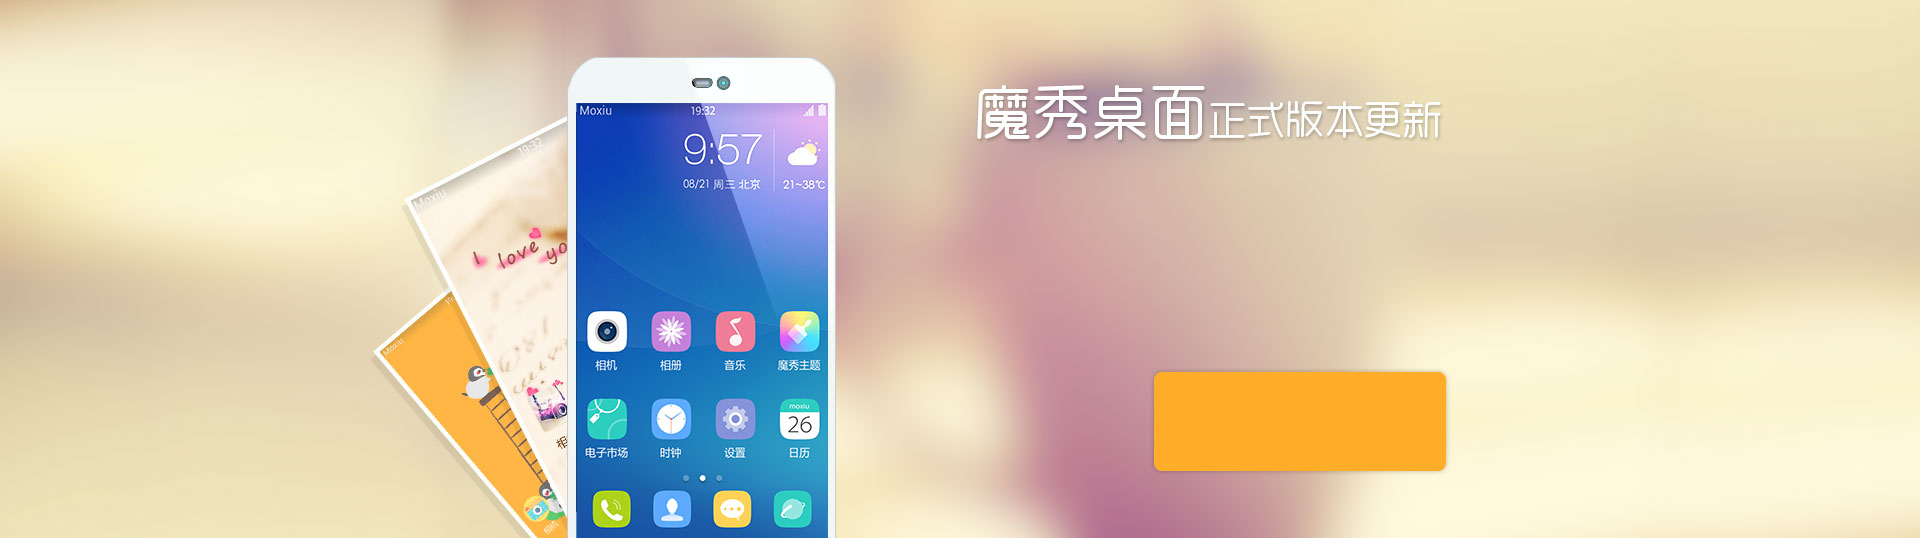 魔秀桌面正式版本更新
Moxiu 19:32
9:57
08/21 周三 北京 21~38℃
19:32
Moxiu
I love yo
相机 相册 音乐 魔秀主题
moxiu
26
电子市场 时钟 设置 日历
Moxiu
相